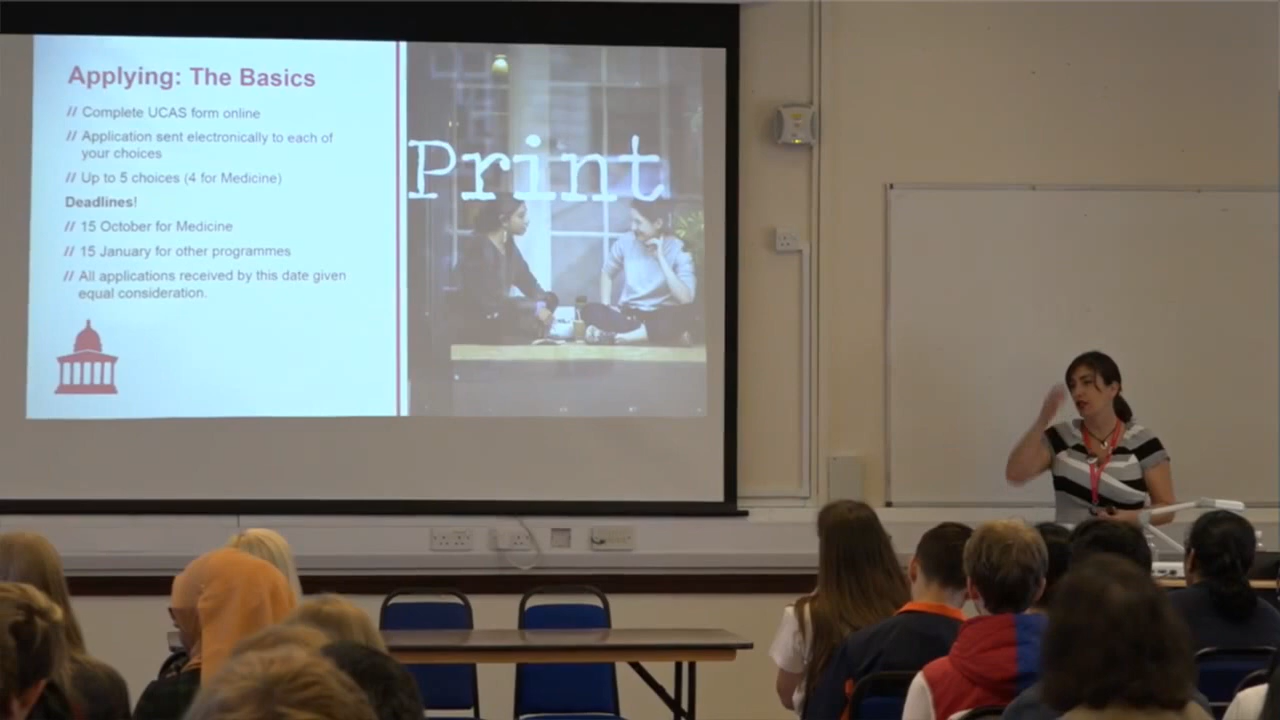 Applying: The Basics
// Complete UCAS form online
// Application sent electronically to each of
your choices
// Up to 5 choices (4 for Medicine)
Deadlines!
// 15 October for Medicine
// 15 January for other programmes
// All applications received by this date given
equal consideration.
Print